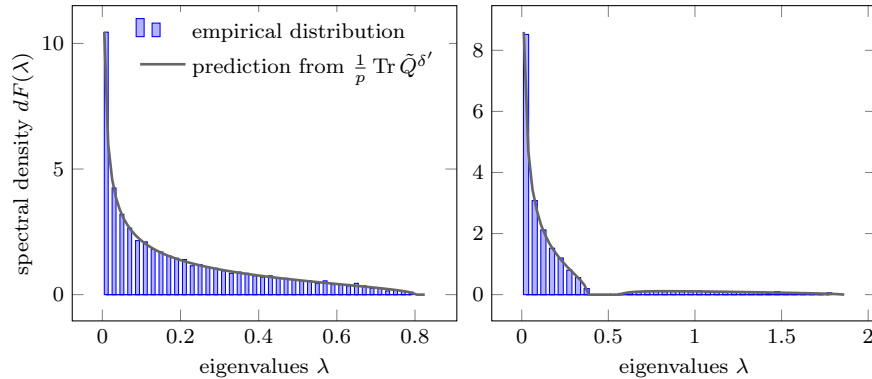 empirical distribution
prediction from 1/p Tr Q̃^δ′
spectral density dF(λ)
10
5
0
0 0.2 0.4 0.6 0.8
eigenvalues λ
8
6
4
2
0
0 0.5 1 1.5 2
eigenvalues λ